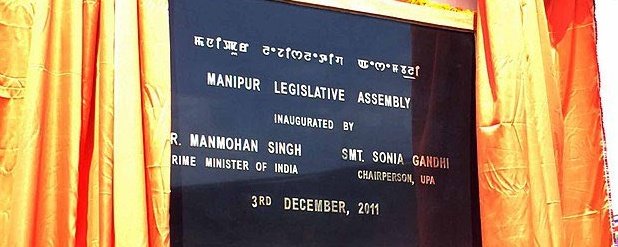 MANIPUR LEGISLATIVE ASSEMBLY
INAUGURATED BY
R. MANMOHAN SINGH SMT. SONIA GANDHI
RIME MINISTER OF INDIA CHAIRPERSON, UPA
3RD DECEMBER, 2011